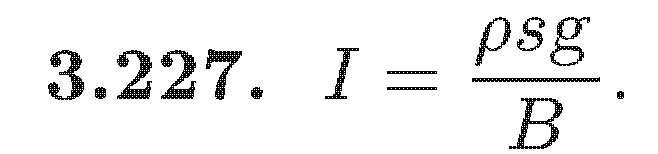 3.227. I = ρsg/B.